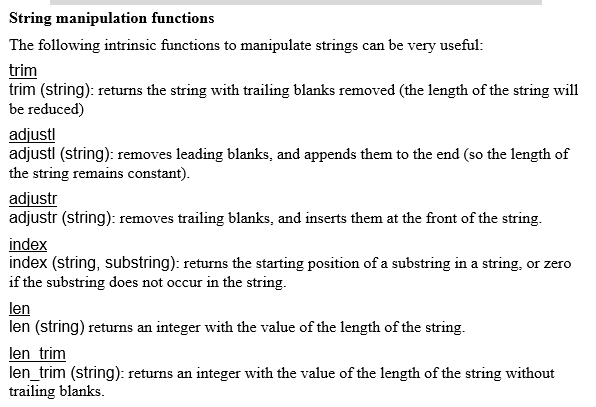 String manipulation functions
The following intrinsic functions to manipulate strings can be very useful:
trim
trim (string): returns the string with trailing blanks removed (the length of the string will
be reduced)
adjustl
adjustl (string): removes leading blanks, and appends them to the end (so the length of
the string remains constant).
adjustr
adjustr (string): removes trailing blanks, and inserts them at the front of the string.
index
index (string, substring): returns the starting position of a substring in a string, or zero
if the substring does not occur in the string.
len
len (string) returns an integer with the value of the length of the string.
len_trim
len_trim (string): returns an integer with the value of the length of the string without
trailing blanks.